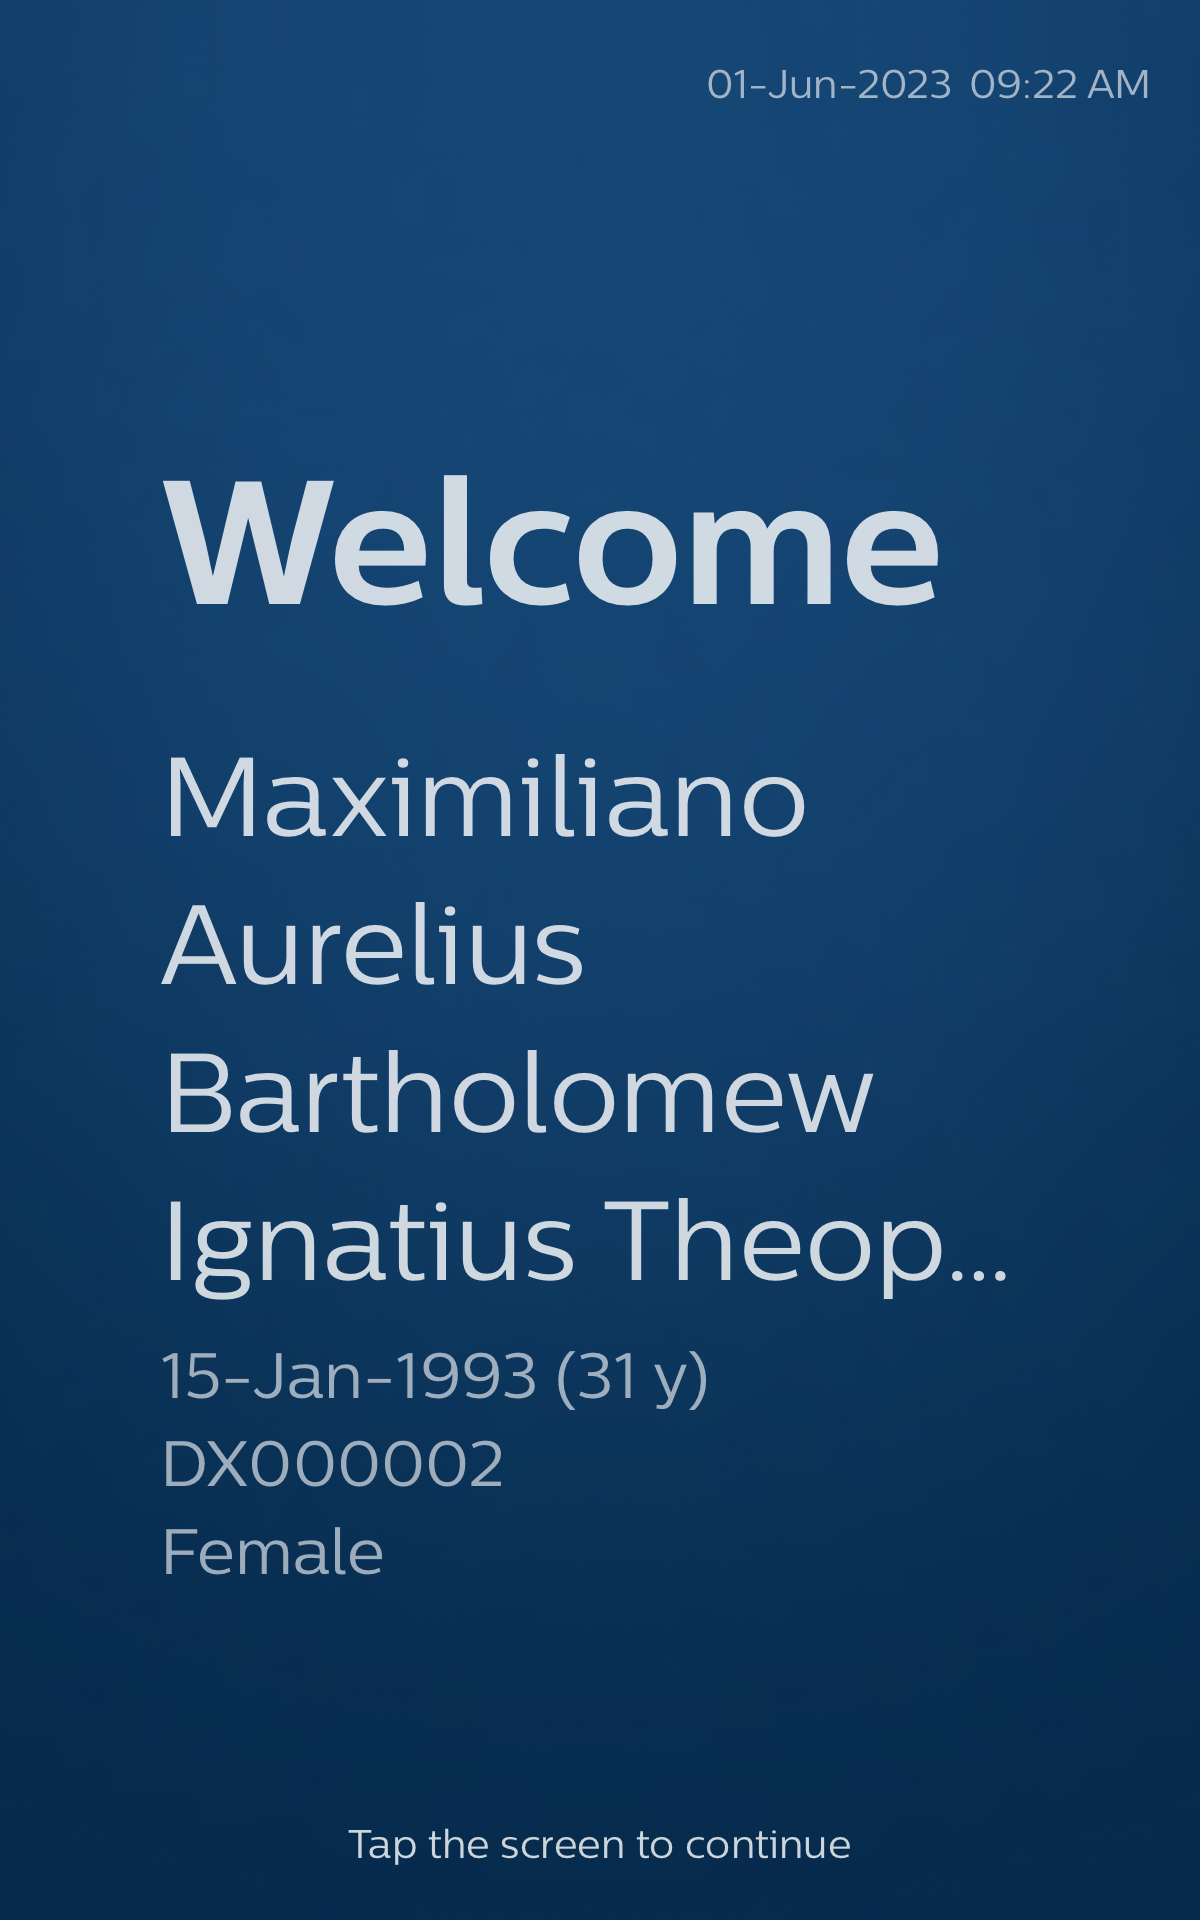 01-Jun-2023 09:22 AM
Welcome
Maximiliano
Aurelius
Bartholomew
Ignatius Theop...
15-Jan-1993 (31 y)
DX000002
Female
Tap the screen to continue